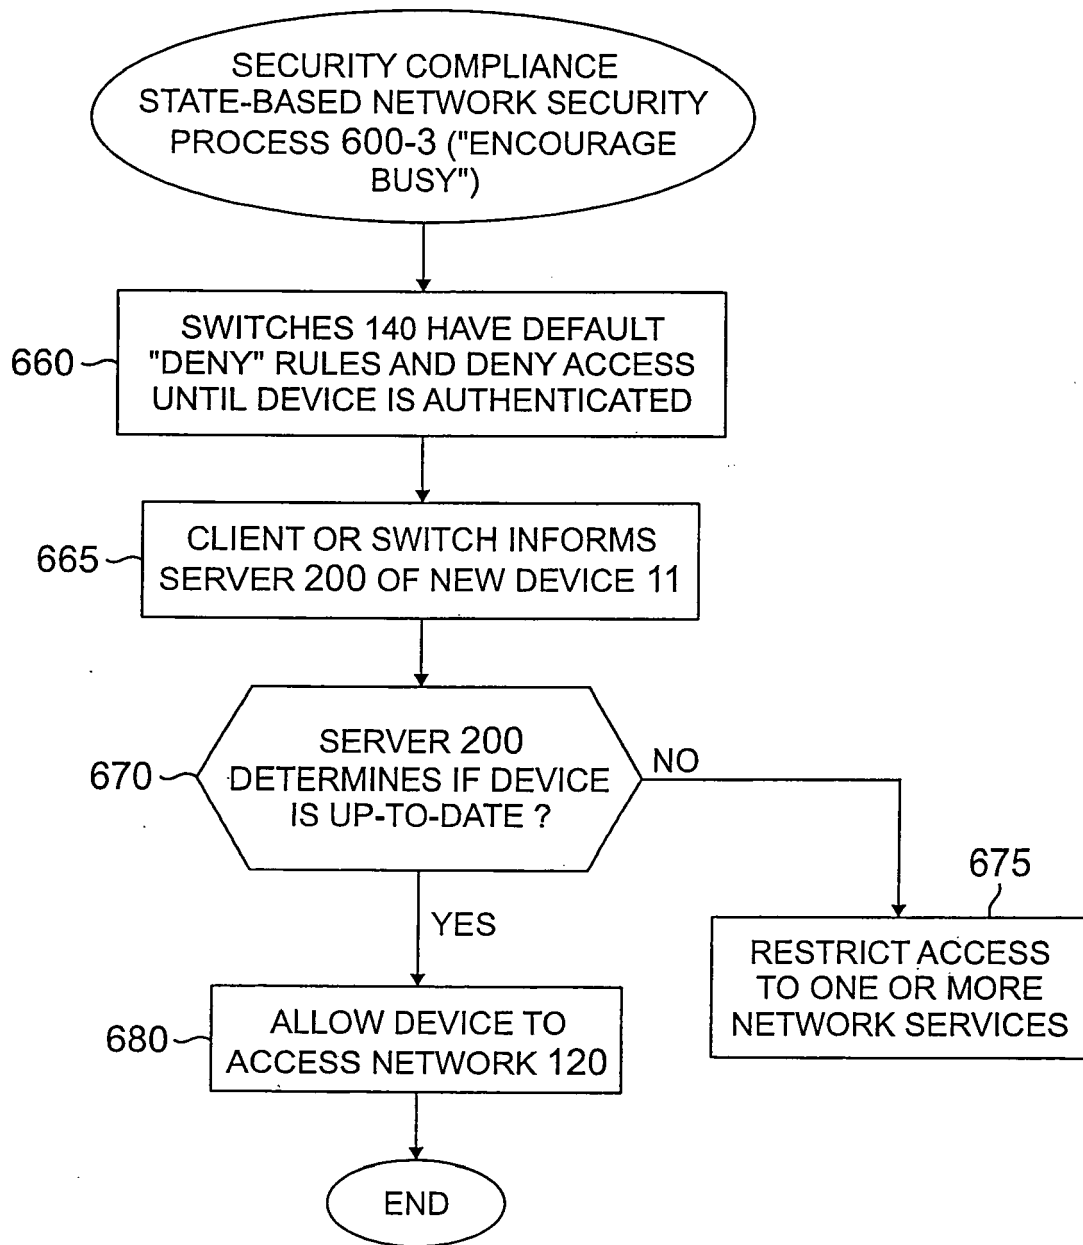 SECURITY COMPLIANCE
STATE-BASED NETWORK SECURITY
PROCESS 600-3 ("ENCOURAGE
BUSY")
660
SWITCHES 140 HAVE DEFAULT
"DENY" RULES AND DENY ACCESS
UNTIL DEVICE IS AUTHENTICATED
665
CLIENT OR SWITCH INFORMS
SERVER 200 OF NEW DEVICE 11
670
SERVER 200
DETERMINES IF DEVICE
IS UP-TO-DATE ?
NO
675
RESTRICT ACCESS
TO ONE OR MORE
NETWORK SERVICES
YES
680
ALLOW DEVICE TO
ACCESS NETWORK 120
END